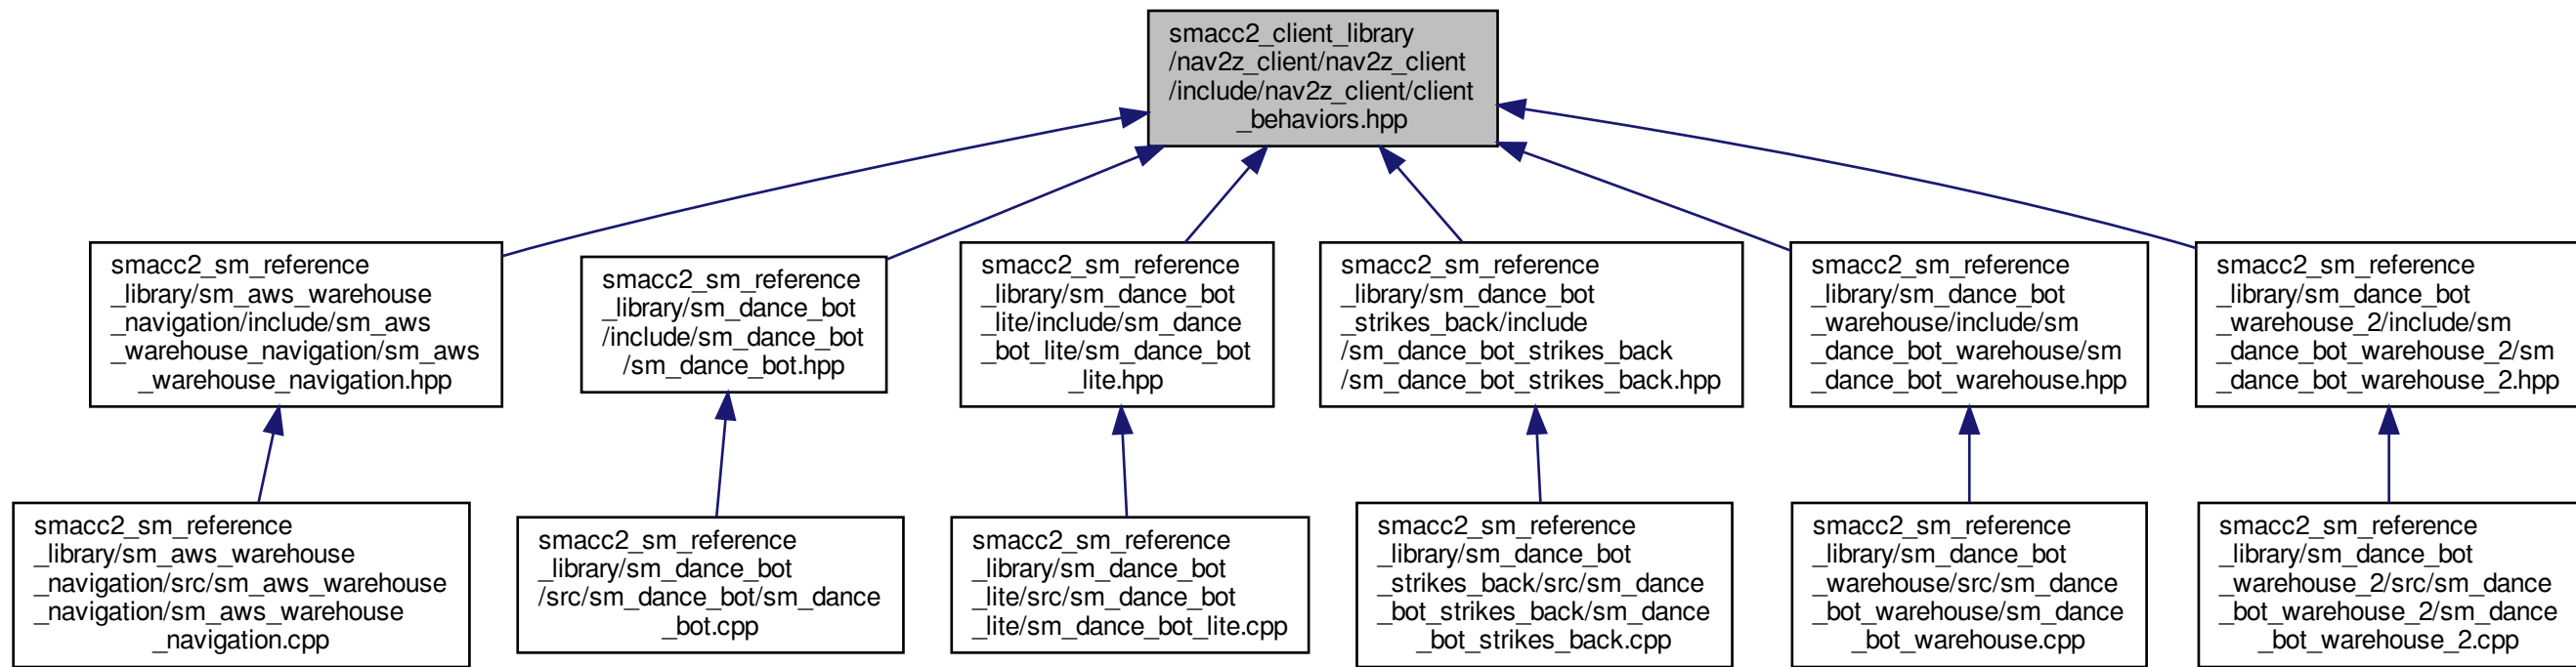 smacc2_client_library
/nav2z_client/nav2z_client
/include/nav2z_client/client
_behaviors.hpp
smacc2_sm_reference
_library/sm_aws_warehouse
_navigation/include/sm_aws
_warehouse_navigation/sm_aws
_warehouse_navigation.hpp
smacc2_sm_reference
_library/sm_dance_bot
/include/sm_dance_bot
/sm_dance_bot.hpp
smacc2_sm_reference
_library/sm_dance_bot
_lite/include/sm_dance
_bot_lite/sm_dance_bot
_lite.hpp
smacc2_sm_reference
_library/sm_dance_bot
_strikes_back/include
/sm_dance_bot_strikes_back
/sm_dance_bot_strikes_back.hpp
smacc2_sm_reference
_library/sm_dance_bot
_warehouse/include/sm
_dance_bot_warehouse/sm
_dance_bot_warehouse.hpp
smacc2_sm_reference
_library/sm_dance_bot
_warehouse_2/include/sm
_dance_bot_warehouse_2/sm
_dance_bot_warehouse_2.hpp
smacc2_sm_reference
_library/sm_aws_warehouse
_navigation/src/sm_aws_warehouse
_navigation/sm_aws_warehouse
_navigation.cpp
smacc2_sm_reference
_library/sm_dance_bot
/src/sm_dance_bot/sm_dance
_bot.cpp
smacc2_sm_reference
_library/sm_dance_bot
_lite/src/sm_dance_bot
_lite/sm_dance_bot_lite.cpp
smacc2_sm_reference
_library/sm_dance_bot
_strikes_back/src/sm_dance
_bot_strikes_back/sm_dance
_bot_strikes_back.cpp
smacc2_sm_reference
_library/sm_dance_bot
_warehouse/src/sm_dance
_bot_warehouse/sm_dance
_bot_warehouse.cpp
smacc2_sm_reference
_library/sm_dance_bot
_warehouse_2/src/sm_dance
_bot_warehouse_2/sm_dance
_bot_warehouse_2.cpp